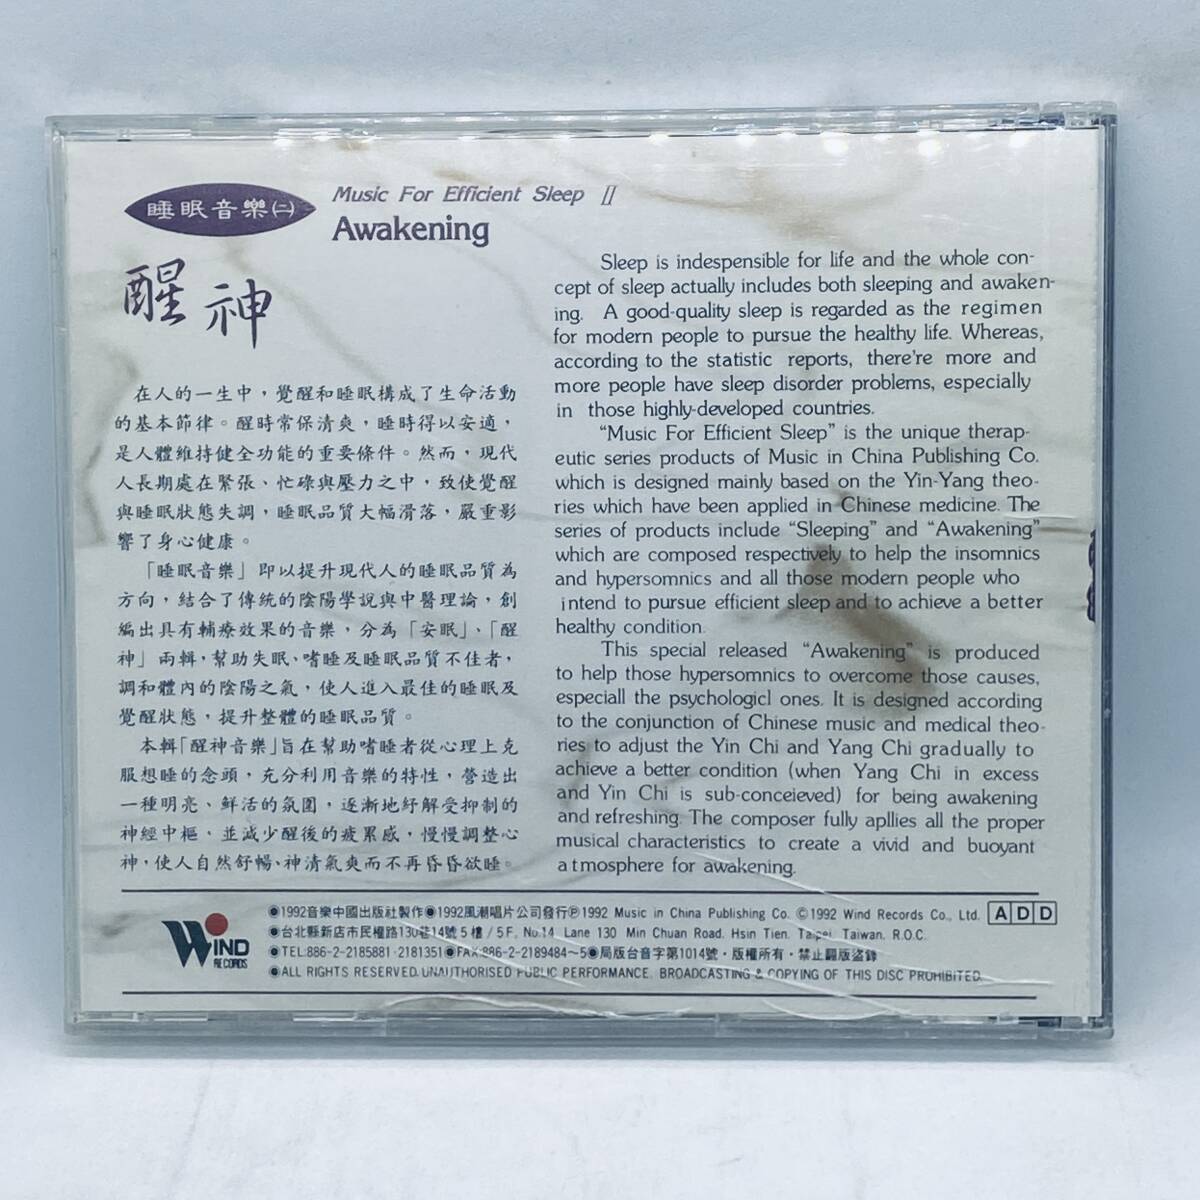 睡眠音樂(二)
Music For Efficient Sleep II
Awakening
醒神
在人的一生中，覺醒和睡眠構成了生命活動
的基本節律。醒時常保清爽，睡時得以安適，
是人體維持健全功能的重要條件。然而，現代
人長期處在緊張、忙碌與壓力之中，致使覺醒
與睡眠狀態失調，睡眠品質大幅滑落，嚴重影
響了身心健康。
「睡眠音樂」即以提升現代人的睡眠品質為
方向，結合了傳統的陰陽學說與中醫理論，創
編出具有輔療效果的音樂，分為「安眠」、「醒
神」兩輯，幫助失眠、嗜睡及睡眠品質不佳者，
調和體內的陰陽之氣，使人進入最佳的睡眠及
覺醒狀態，提升整體的睡眠品質。
本輯「醒神音樂」旨在幫助嗜睡者從心理上克
服想睡的念頭，充分利用音樂的特性，營造出
一種明亮、鮮活的氛圍，逐漸地紓解受抑制的
神經中樞，並減少醒後的疲累感，慢慢調整心
神，使人自然舒暢、神清氣爽而不再昏昏欲睡。
Sleep is indespensible for life and the whole con-
cept of sleep actually includes both sleeping and awaken-
ing. A good-quality sleep is regarded as the regimen
for modern people to pursue the healthy life. Whereas,
according to the statistic reports, there're more and
more people have sleep disorder problems, especially
in those highly-developed countries.
"Music For Efficient Sleep" is the unique therap-
eutic series products of Music in China Publishing Co.
which is designed mainly based on the Yin-Yang theo-
ries which have been applied in Chinese medicine. The
series of products include "Sleeping" and "Awakening"
which are composed respectively to help the insomnics
and hypersomnics and all those modern people who
intend to pursue efficient sleep and to achieve a better
healthy condition.
This special released "Awakening" is produced
to help those hypersomnics to overcome those causes,
especiall the psychologicl ones. It is designed according
to the conjunction of Chinese music and medical theo-
ries to adjust the Yin Chi and Yang Chi gradually to
achieve a better condition (when Yang Chi in excess
and Yin Chi is sub-conceieved) for being awakening
and refreshing. The composer fully apllies all the proper
musical characteristics to create a vivid and buoyant
atmosphere for awakening.
WIND RECORDS
●1992音樂中國出版社製作●1992風潮唱片公司發行Ⓟ1992 Music in China Publishing Co. ©1992 Wind Records Co., Ltd. ADD
●台北縣新店市民權路130巷14號5樓 / 5F, No.14 Lane 130 Min Chuan Road, Hsin Tien, Taipei, Taiwan, R.O.C.
●TEL:886-2-2185881·2181351●FAX:886-2-2189484~5●局版台音字第1014號・版權所有・禁止翻版盜錄
●ALL RIGHTS RESERVED. UNAUTHORISED PUBLIC PERFORMANCE. BROADCASTING & COPYING OF THIS DISC PROHIBITED.